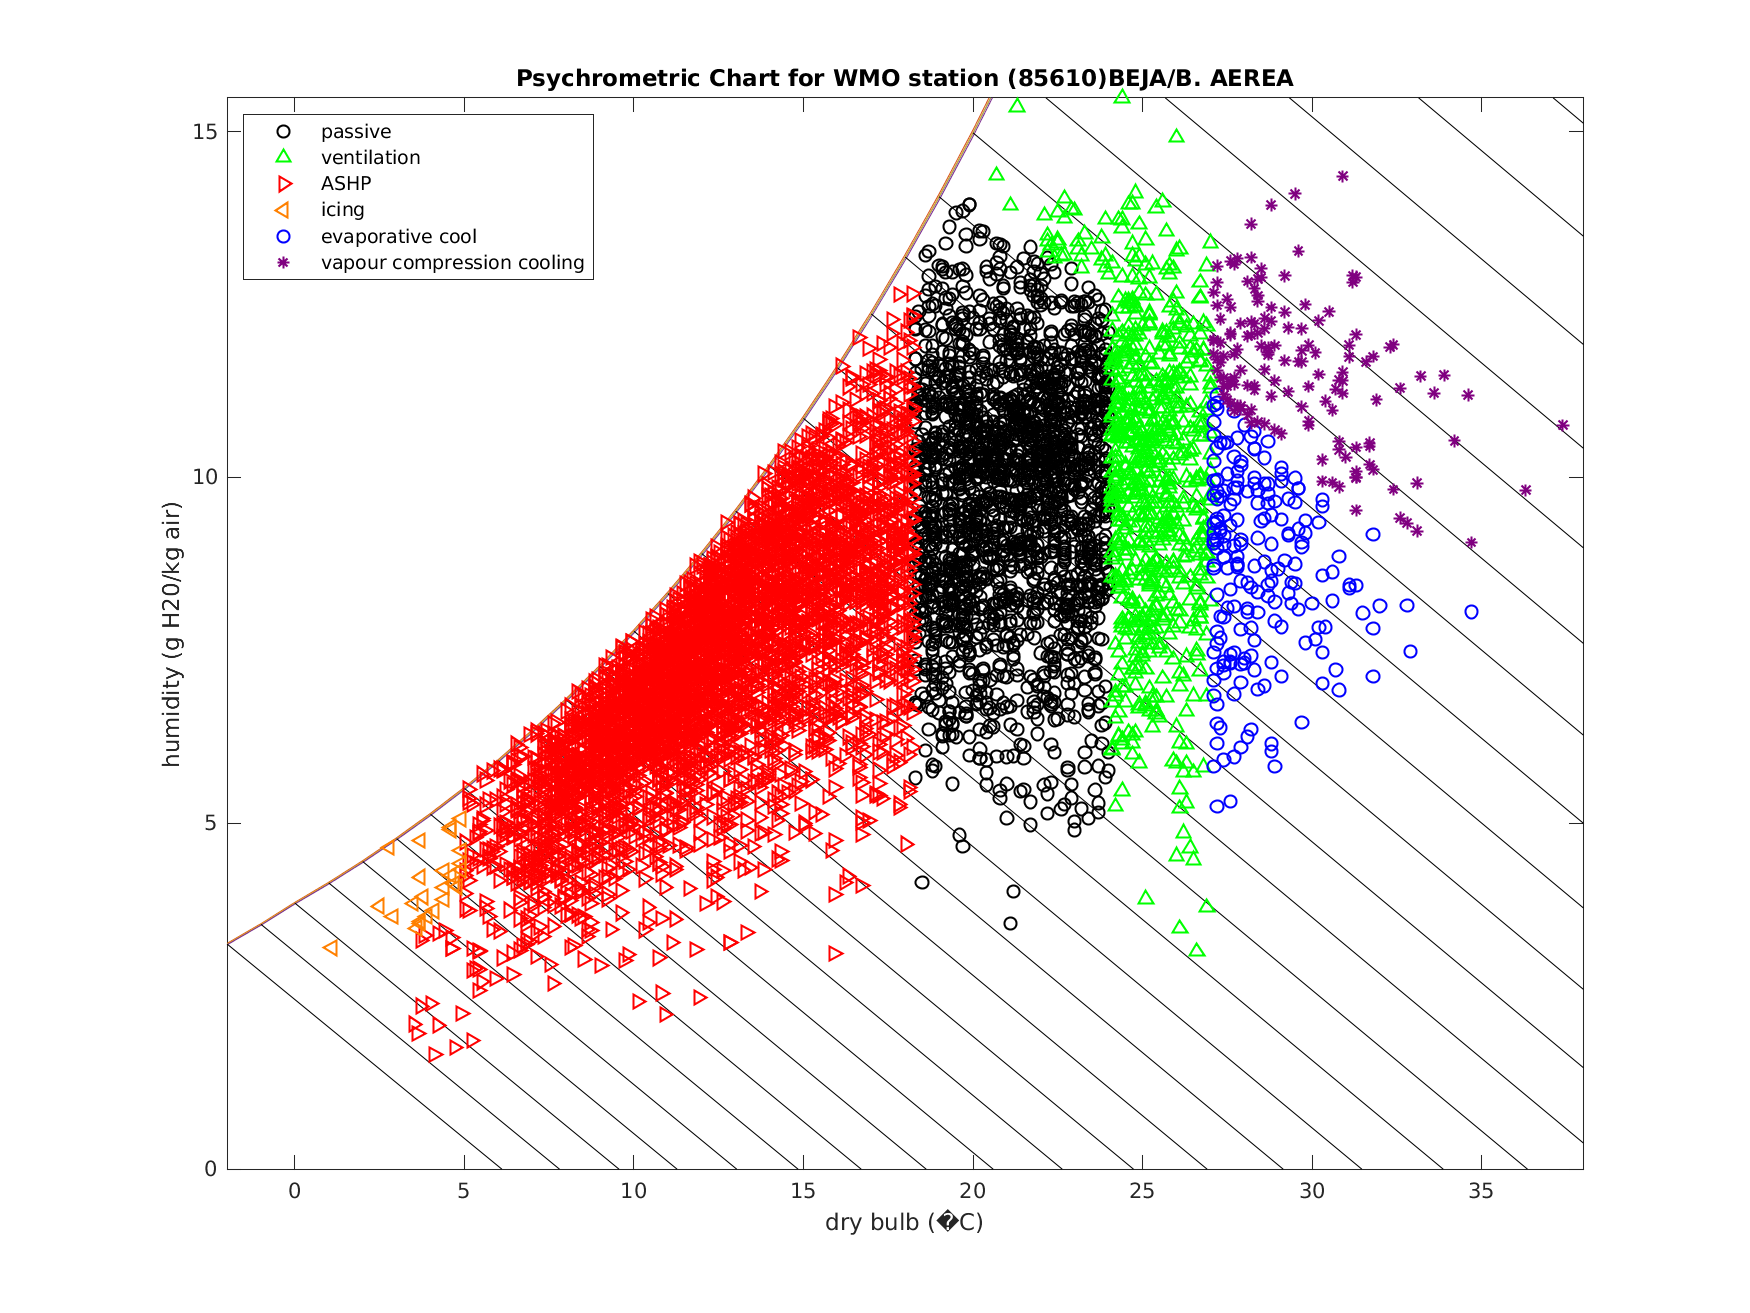 Psychrometric Chart for WMO station (85610)BEJA/B. AEREA
passive
ventilation
ASHP
icing
evaporative cool
vapour compression cooling
humidity (g H20/kg air)
15
10
5
0
0 5 10 15 20 25 30 35
dry bulb (�C)